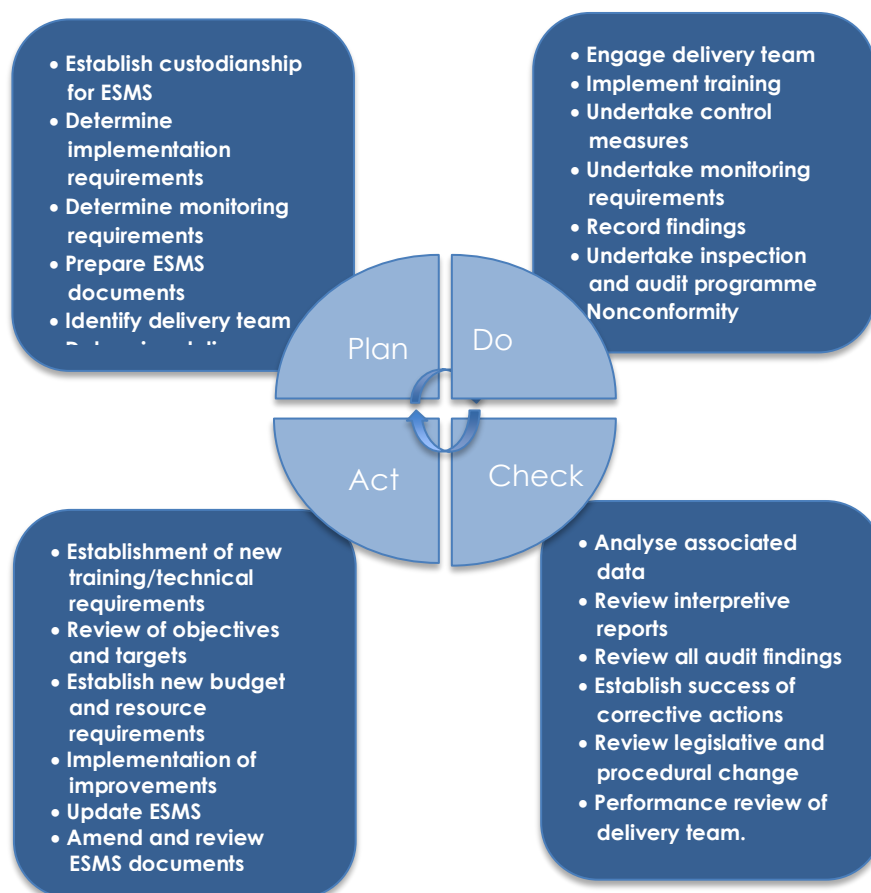 • Establish custodianship
for ESMS
• Determine
implementation
requirements
• Determine monitoring
requirements
• Prepare ESMS
documents
• Identify delivery team
• Engage delivery team
• Implement training
• Undertake control
measures
• Undertake monitoring
requirements
• Record findings
• Undertake inspection
and audit programme
Nonconformity
Plan
Do
Act
Check
• Establishment of new
training/technical
requirements
• Review of objectives
and targets
• Establish new budget
and resource
requirements
• Implementation of
improvements
• Update ESMS
• Amend and review
ESMS documents
• Analyse associated
data
• Review interpretive
reports
• Review all audit findings
• Establish success of
corrective actions
• Review legislative and
procedural change
• Performance review of
delivery team.